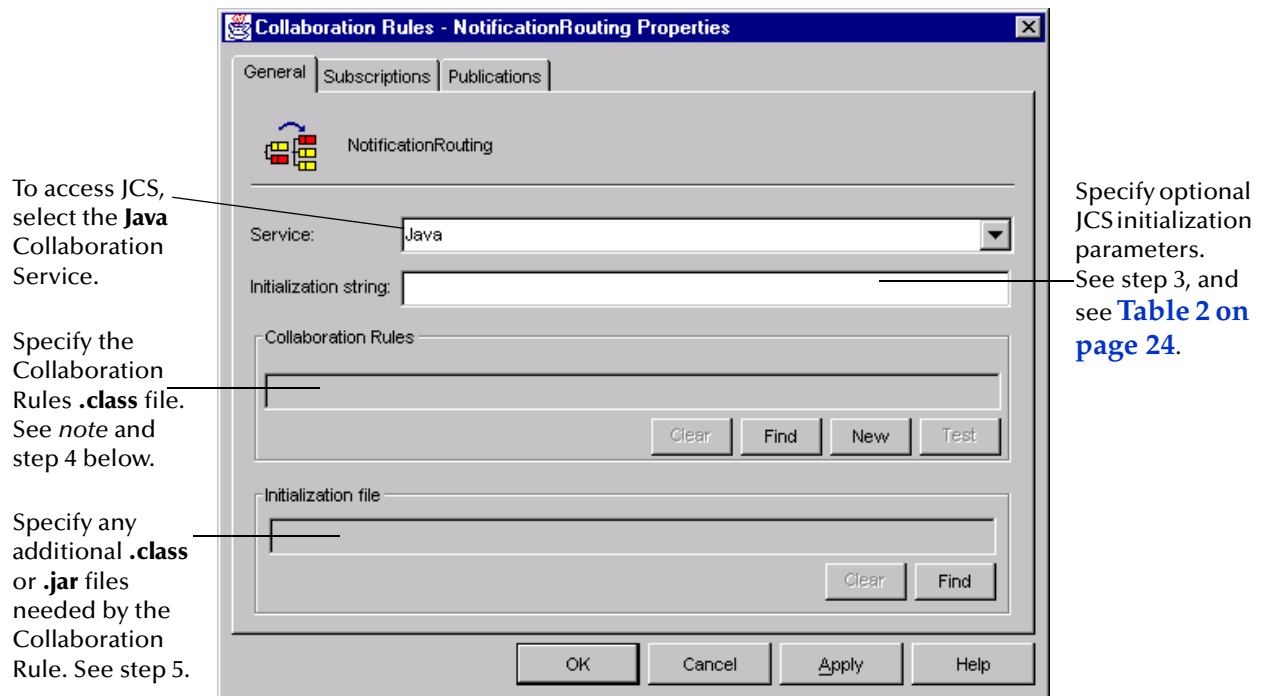 Collaboration Rules - NotificationRouting Properties
General Subscriptions Publications
NotificationRouting
To access JCS,
select the Java
Collaboration
Service.
Service: Java
Initialization string:
Specify optional
JCS initialization
parameters.
See step 3, and
see Table 2 on
page 24.
Specify the
Collaboration
Rules .class file.
See note and
step 4 below.
Collaboration Rules
Clear Find New Test
Specify any
additional .class
or .jar files
needed by the
Collaboration
Rule. See step 5.
Initialization file
Clear Find
OK Cancel Apply Help